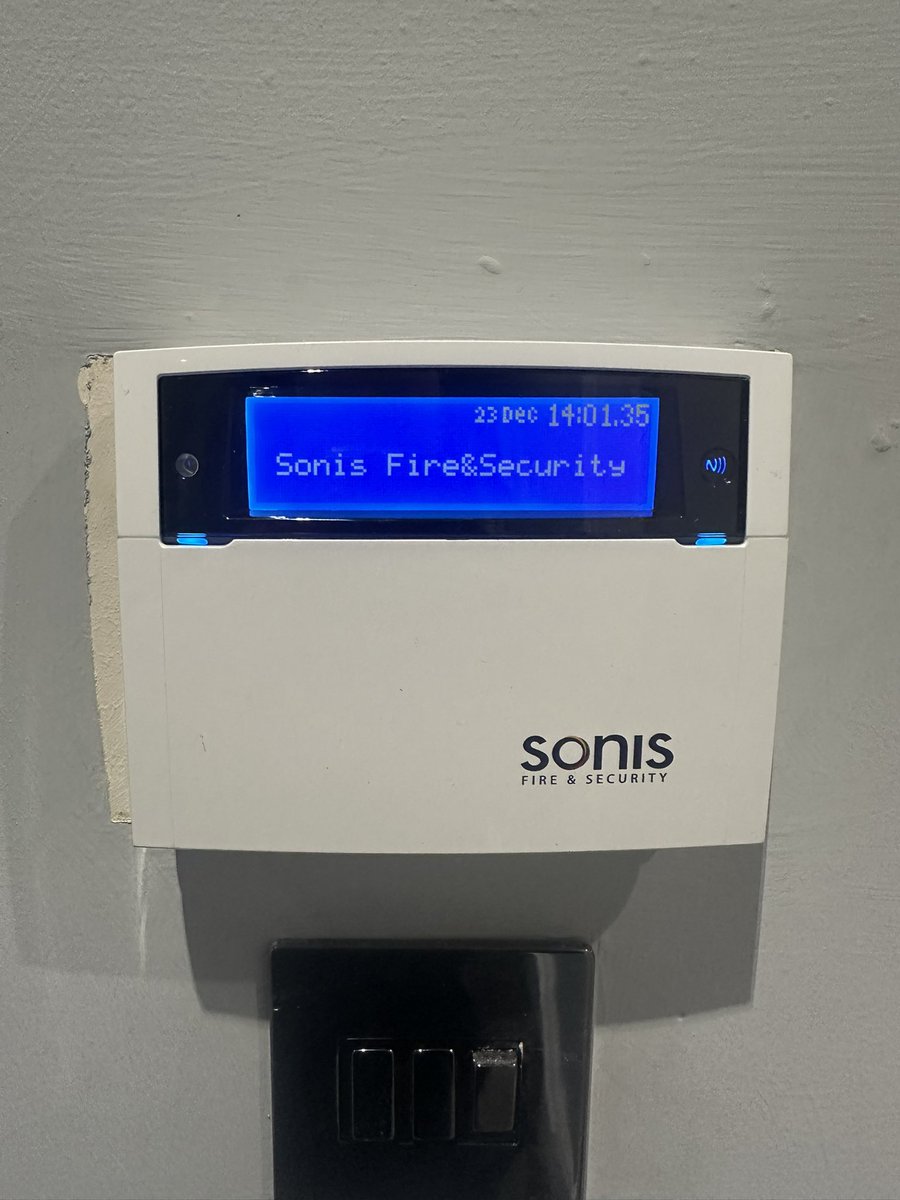 23 Dec 14:01.35
Sonis Fire&Security
sonis
FIRE & SECURITY